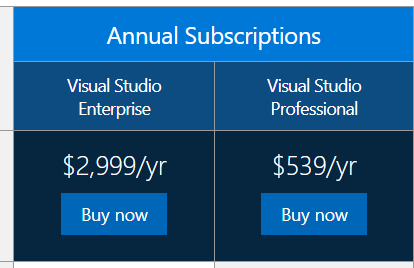 Annual Subscriptions
Visual Studio
Enterprise
Visual Studio
Professional
$2,999/yr
$539/yr
Buy now
Buy now